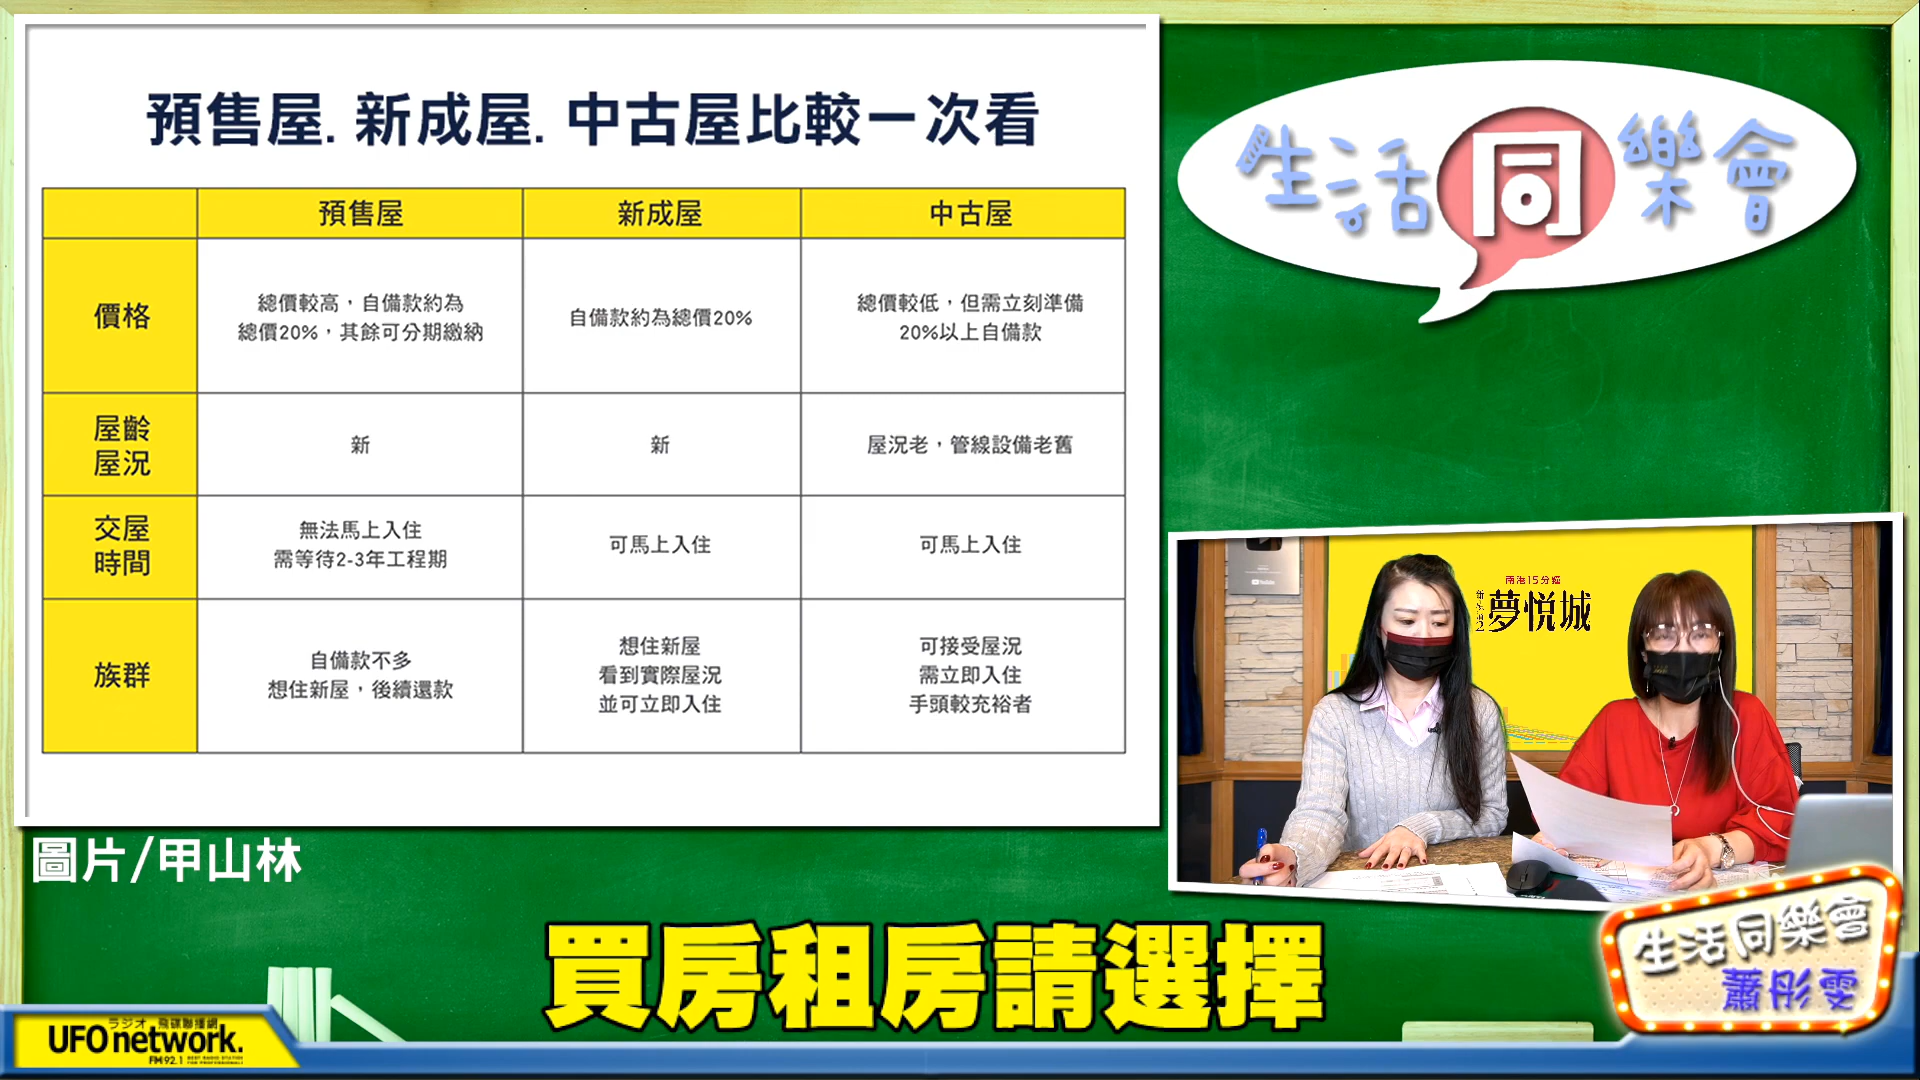 預售屋. 新成屋. 中古屋比較一次看
預售屋
新成屋
中古屋
價格
總價較高，自備款約為
總價20%，其餘可分期繳納
自備款約為總價20%
總價較低，但需立刻準備
20%以上自備款
屋齡
屋況
新
新
屋況老，管線設備老舊
交屋
時間
無法馬上入住
需等待2-3年工程期
可馬上入住
可馬上入住
族群
自備款不多
想住新屋，後續還款
想住新屋
看到實際屋況
並可立即入住
可接受屋況
需立即入住
手頭較充裕者
生活同樂會
夢悅城
圖片/甲山林
買房租房請選擇
生活同樂會
蕭彤雯
ラジオ 飛碟聯播網
UFO network.
FM92.1